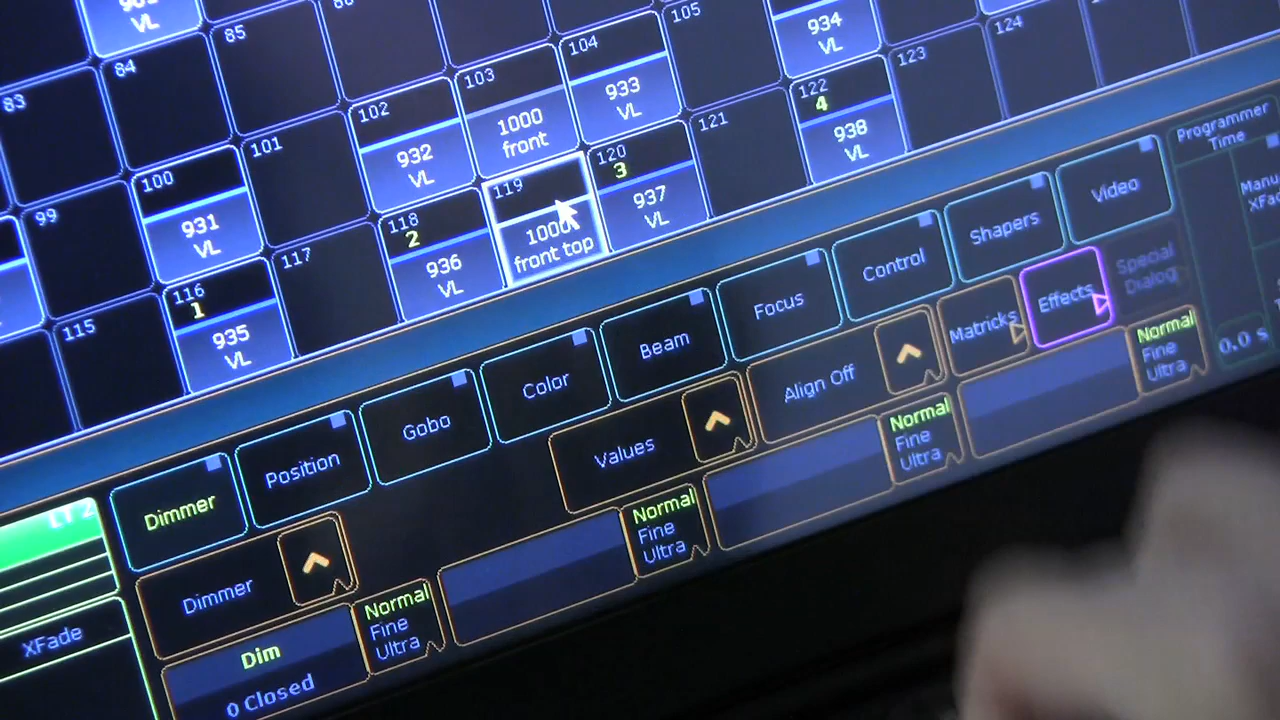 VL
85
84
83
105
104
103
102
101
100
99
934
VL
124
123
122
4
938
VL
933
VL
1000
front
932
VL
121
120
3
937
VL
119
1000
front top
118
2
936
VL
931
VL
117
116
1
935
VL
115
Programmer
Time
Video
Shapers
Control
Focus
Beam
Color
Gobo
Position
Dimmer
Special
Dialog
Effects
Matricks
Align Off
Values
Dimmer
Normal
Fine
Ultra
Normal
Fine
Ultra
Normal
Fine
Ultra
Normal
Fine
Ultra
0.0 s
XFade
Dim
0 Closed